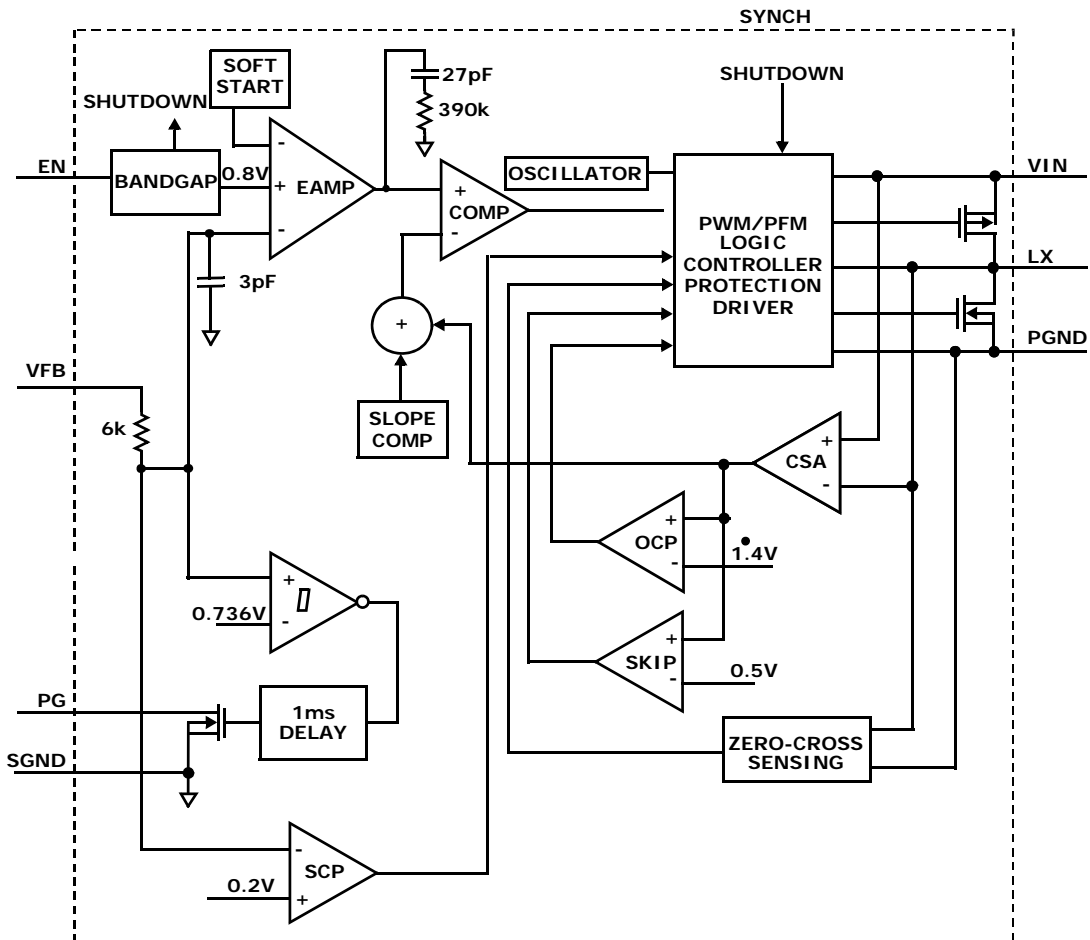 SYNCH
SOFT
START
27pF
390k
SHUTDOWN
SHUTDOWN
EN
BANDGAP
0.8V
-
+
-
EAMP
+
-
COMP
OSCILLATOR
VIN
PWM/PFM
LOGIC
CONTROLLER
PROTECTION
DRIVER
LX
3pF
+
PGND
VFB
6k
SLOPE
COMP
+
-
CSA
+
-
OCP
1.4V
+
-
0.736V
+
-
SKIP
0.5V
PG
1ms
DELAY
SGND
ZERO-CROSS
SENSING
-
+
SCP
0.2V